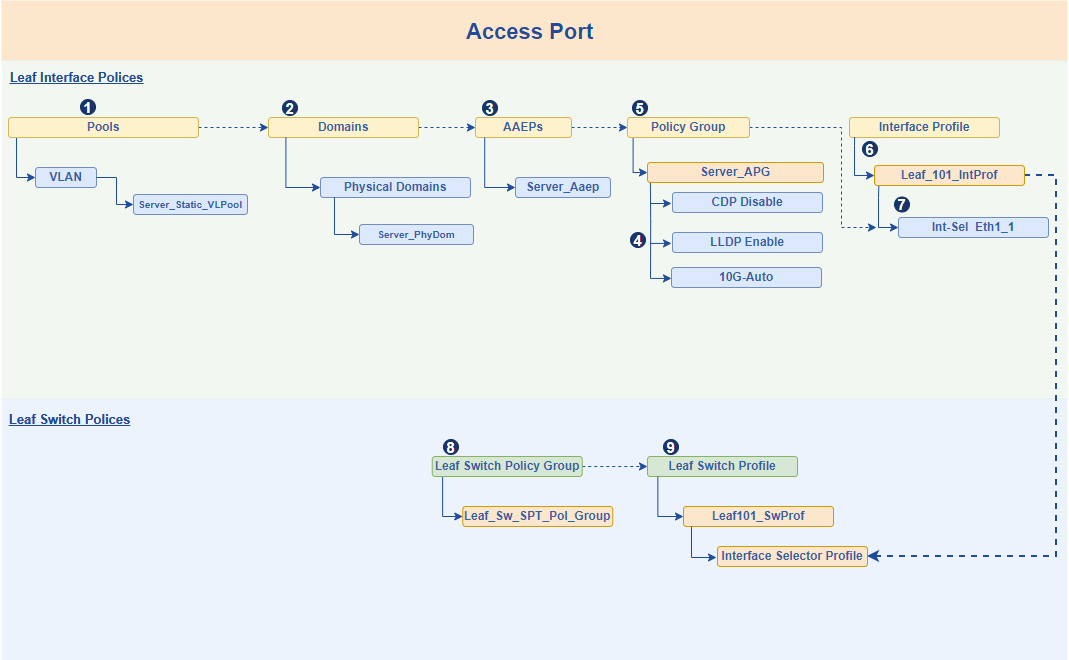 Access Port
Leaf Interface Polices
1
2
3
5
Pools
Domains
AAEPs
Policy Group
Interface Profile
6
Server_APG
Leaf_101_IntProf
VLAN
Physical Domains
Server_Aaep
CDP Disable
7
Server_Static_VLPool
Int-Sel Eth1_1
Server_PhyDom
4
LLDP Enable
10G-Auto
Leaf Switch Polices
8
9
Leaf Switch Policy Group
Leaf Switch Profile
Leaf_Sw_SPT_Pol_Group
Leaf101_SwProf
Interface Selector Profile